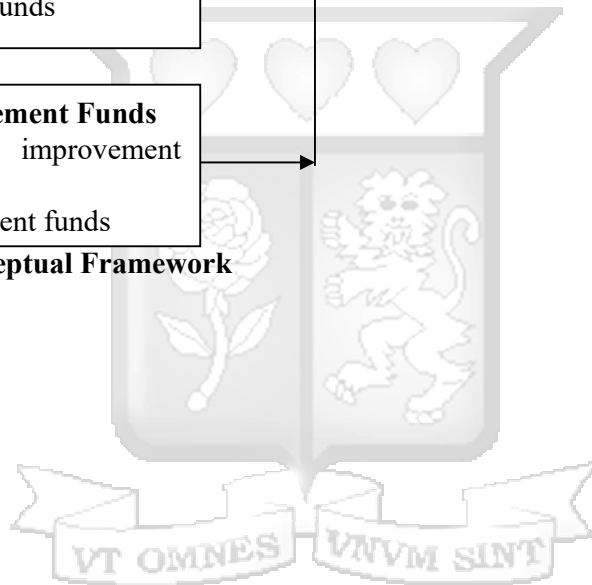 unds
ement Funds
improvement
ent funds
eptual Framework
VT OMNES VNVM SINT